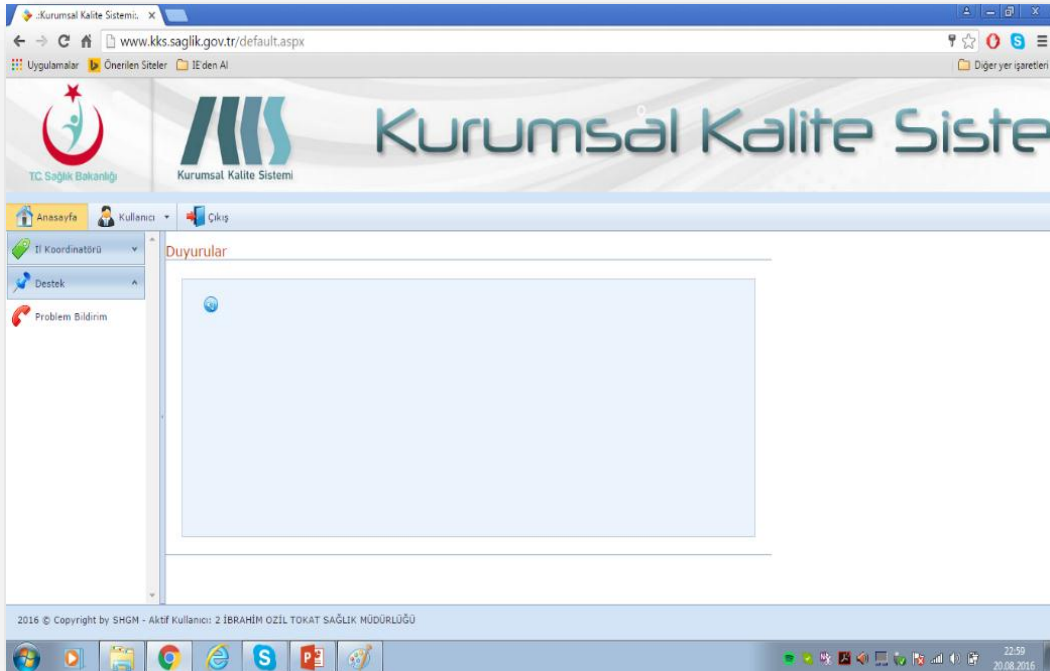 .:Kurumsal Kalite Sistemi:.
www.kks.saglik.gov.tr/default.aspx
Uygulamalar
Önerilen Siteler
IE'den Al
Diğer yer işaretleri
T.C. Sağlık Bakanlığı
Kurumsal Kalite Sistemi
Kurumsal Kalite Siste
Anasayfa
Kullanıcı
Çıkış
İl Koordinatörü
Duyurular
Destek
Problem Bildirim
2016 © Copyright by SHGM - Aktif Kullanıcı: 2 İBRAHİM OZİL TOKAT SAĞLIK MÜDÜRLÜĞÜ
22:59
20.08.2016